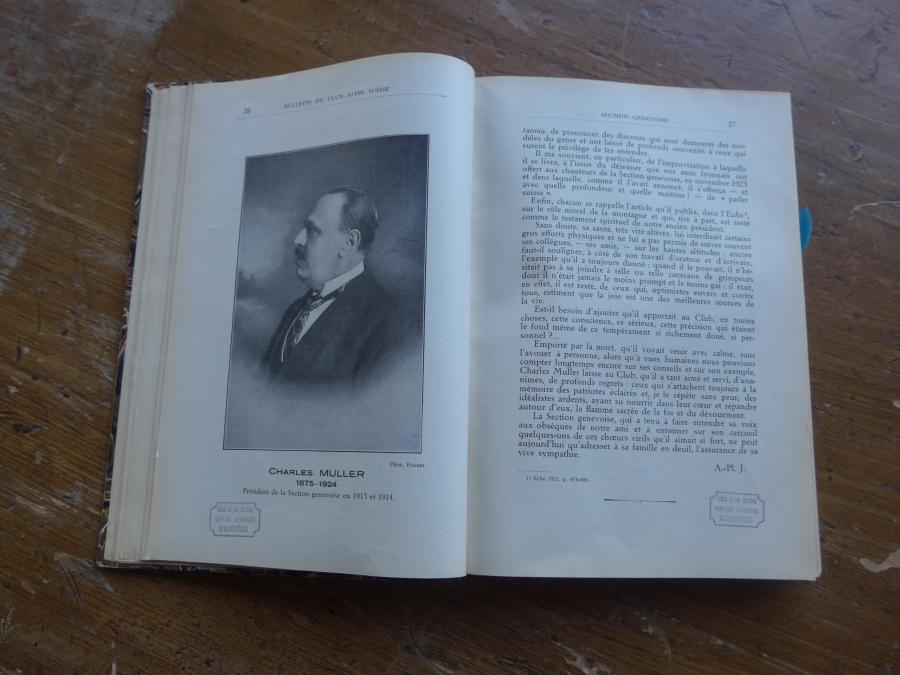 26
BULLETIN DU CLUB ALPIN SUISSE
Phot. Pricam
CHARLES MULLER
1875-1924
Président de la Section genevoise en 1913 et 1914.
SECTION GENEVOISE
27
tannia, de prononcer des discours qui sont demeurés des mo-
dèles du genre et ont laissé de profonds souvenirs à ceux qui
eurent le privilège de les entendre.
Il me souvient, en particulier, de l'improvisation à laquelle
il se livra, à l'issue du déjeuner que nos amis lyonnais ont
offert aux chanteurs de la Section genevoise, en novembre 1923
et dans laquelle, comme il l'avait annoncé, il s'efforça — et
avec quelle profondeur et quelle maîtrise ! — de « parler
suisse ».
Enfin, chacun se rappelle l'article qu'il publia, dans l'Echo¹,
sur le rôle moral de la montagne et qui, tiré à part, est resté
comme le testament spirituel de notre ancien président.
Sans doute, sa santé, très vite altérée, lui interdisait certains
gros efforts physiques et ne lui a pas permis de suivre souvent
ses collègues, — ses amis, — sur les hautes altitudes : encore
faut-il souligner, à côté de son travail d'orateur et d'écrivain,
l'exemple qu'il a toujours donné ; quand il le pouvait, il n'hé-
sitait pas à se joindre à telle ou telle caravane de grimpeurs
dont il n'était jamais le moins prompt et le moins gai : il était,
en effet, il est resté, de ceux qui, optimistes envers et contre
tous, estiment que la joie est une des meilleures sources de
la vie.
Est-il besoin d'ajouter qu'il apportait au Club, en toutes
choses, cette conscience, ce sérieux, cette précision qui étaient
le fond même de ce tempérament si richement doué, si per-
sonnel ?...
Emporté par la mort, qu'il voyait venir avec calme, sans
l'avouer à personne, alors qu'à vues humaines nous pouvions
compter longtemps encore sur ses conseils et sur son exemple,
Charles Muller laisse au Club, qu'il a tant aimé et servi, d'una-
nimes, de profonds regrets : ceux qui s'attachent toujours à la
mémoire des patriotes éclairés et, je le répète sans peur, des
idéalistes ardents, ayant su nourrir dans leur cœur et répandre
autour d'eux, la flamme sacrée de la foi et du dévouement.
La Section genevoise, qui a tenu à faire entendre sa voix
aux obsèques de notre ami et à entonner sur son cercueil
quelques-uns de ces chœurs virils qu'il aimait si fort, ne peut
aujourd'hui qu'adresser à sa famille en deuil, l'assurance de sa
vive sympathie.
A.-Pl. J.
1) Echo 1911, p. 476-486.
Club Alpin Suisse
SECTION GENEVOISE
BIBLIOTHÈQUE
Club Alpin Suisse
SECTION GENEVOISE
BIBLIOTHÈQUE